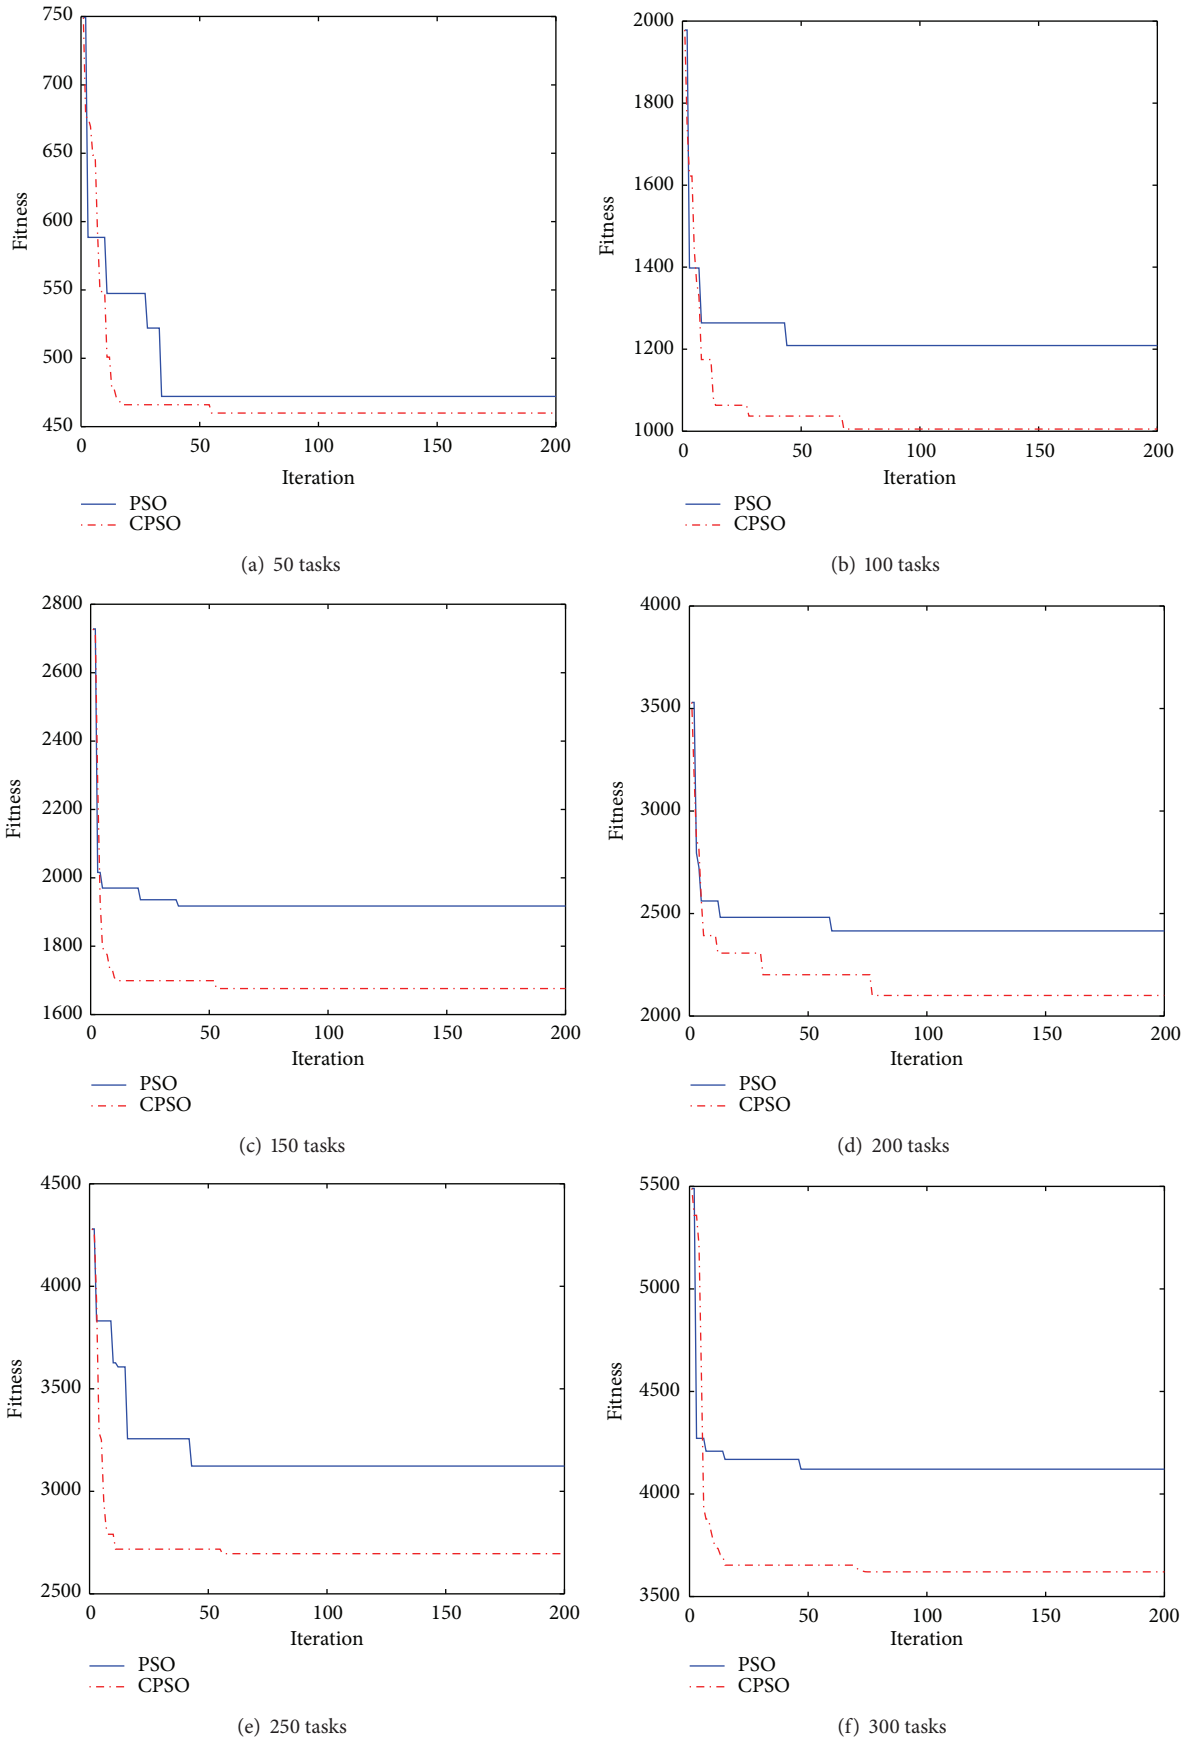 750
700
650
600
550
500
450
Fitness
0 50 100 150 200
Iteration
PSO
CPSO
(a) 50 tasks
2000
1800
1600
1400
1200
1000
Fitness
0 50 100 150 200
Iteration
PSO
CPSO
(b) 100 tasks
2800
2600
2400
2200
2000
1800
1600
Fitness
0 50 100 150 200
Iteration
PSO
CPSO
(c) 150 tasks
4000
3500
3000
2500
2000
Fitness
0 50 100 150 200
Iteration
PSO
CPSO
(d) 200 tasks
4500
4000
3500
3000
2500
Fitness
0 50 100 150 200
Iteration
PSO
CPSO
(e) 250 tasks
5500
5000
4500
4000
3500
Fitness
0 50 100 150 200
Iteration
PSO
CPSO
(f) 300 tasks